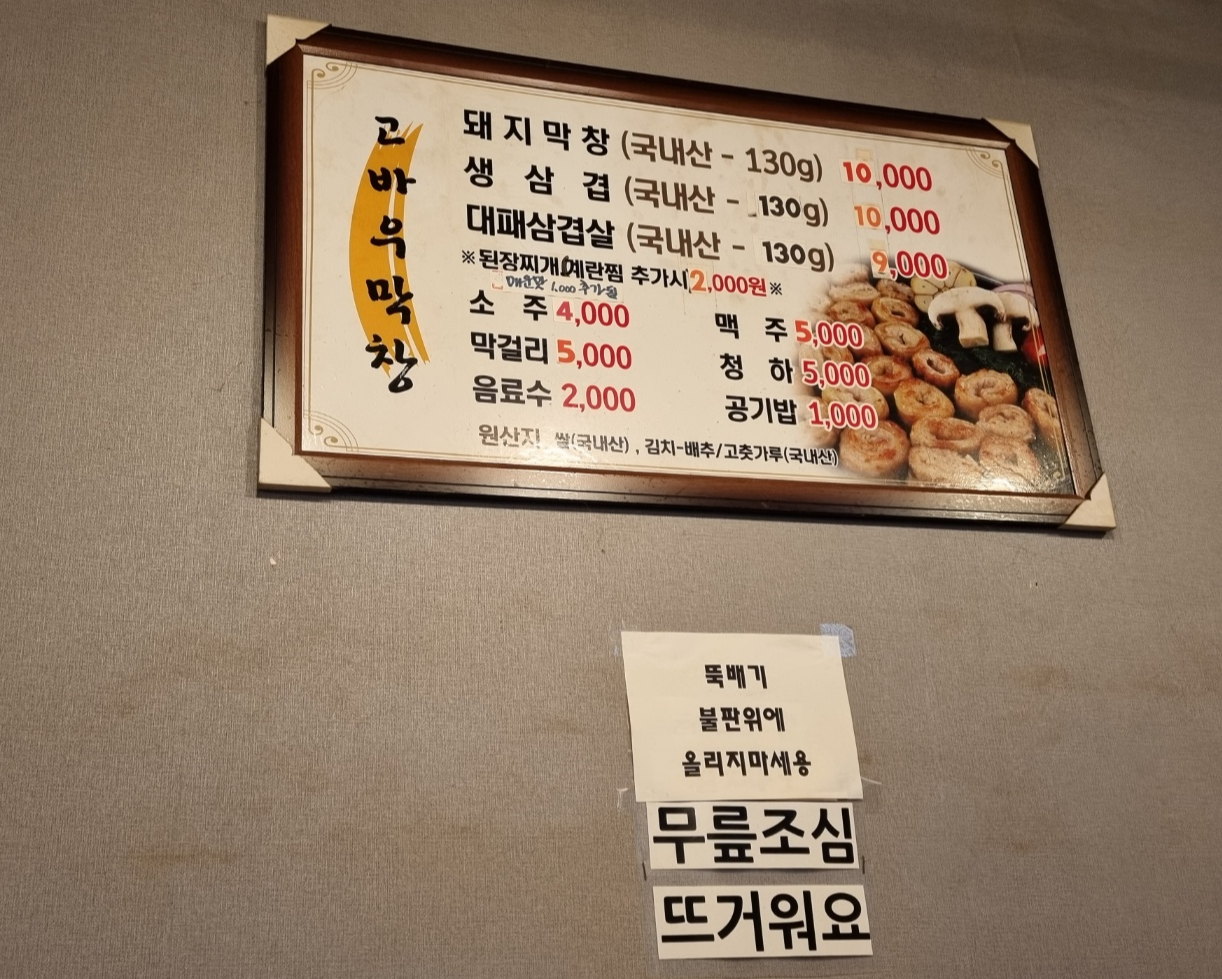 고바우막창
돼지막창 (국내산 - 130g) 10,000
생 삼 겹 (국내산 - 130g) 10,000
대패삼겹살 (국내산 - 130g) 9,000
※된장찌개/계란찜 추가시 2,000원※
매운맛 1,000 추가됨
소 주 4,000 맥 주 5,000
막걸리 5,000 청 하 5,000
음료수 2,000 공기밥 1,000
원산지 쌀(국내산) , 김치-배추/고춧가루(국내산)
뚝배기
불판위에
올리지마세용
무릎조심
뜨거워요